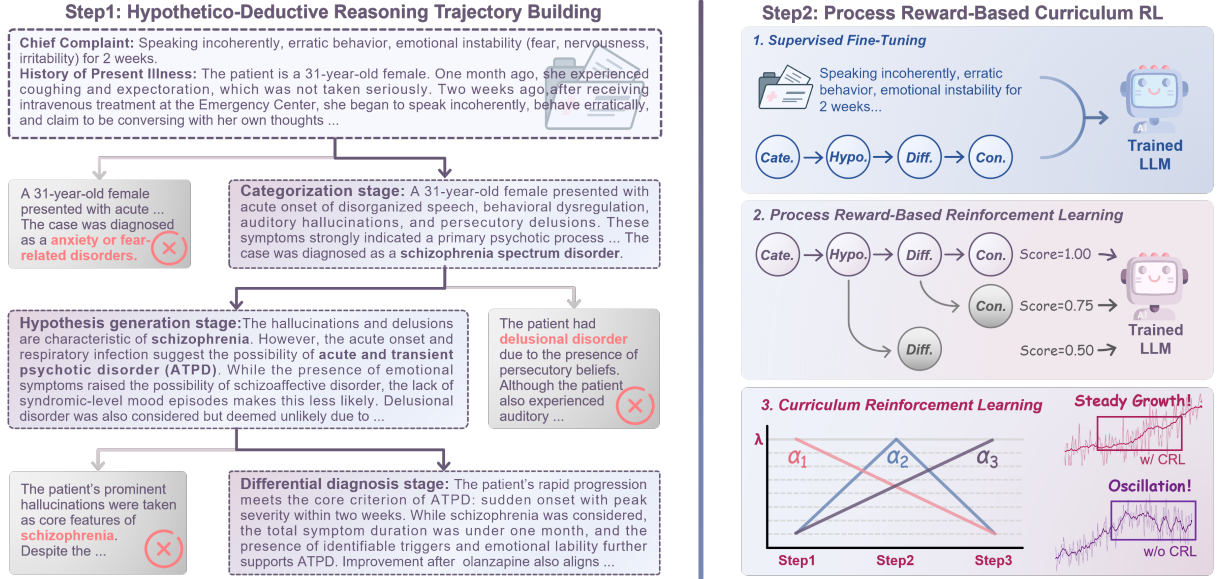 Step1: Hypothetico-Deductive Reasoning Trajectory Building
Chief Complaint: Speaking incoherently, erratic behavior, emotional instability (fear, nervousness,
irritability) for 2 weeks.
History of Present Illness: The patient is a 31-year-old female. One month ago, she experienced
coughing and expectoration, which was not taken seriously. Two weeks ago,after receiving
intravenous treatment at the Emergency Center, she began to speak incoherently, behave erratically,
and claim to be conversing with her own thoughts ...
A 31-year-old female
presented with acute ...
The case was diagnosed
as a anxiety or fear-
related disorders.
Categorization stage: A 31-year-old female presented with
acute onset of disorganized speech, behavioral dysregulation,
auditory hallucinations, and persecutory delusions. These
symptoms strongly indicated a primary psychotic process ... The
case was diagnosed as a schizophrenia spectrum disorder.
Hypothesis generation stage:The hallucinations and delusions
are characteristic of schizophrenia. However, the acute onset and
respiratory infection suggest the possibility of acute and transient
psychotic disorder (ATPD). While the presence of emotional
symptoms raised the possibility of schizoaffective disorder, the lack of
syndromic-level mood episodes makes this less likely. Delusional
disorder was also considered but deemed unlikely due to ...
The patient had
delusional disorder
due to the presence of
persecutory beliefs.
Although the patient
also experienced
auditory ...
The patient's prominent
hallucinations were taken
as core features of
schizophrenia.
Despite the ...
Differential diagnosis stage: The patient's rapid progression
meets the core criterion of ATPD: sudden onset with peak
severity within two weeks. While schizophrenia was considered,
the total symptom duration was under one month, and the
presence of identifiable triggers and emotional lability further
supports ATPD. Improvement after olanzapine also aligns ...
Step2: Process Reward-Based Curriculum RL
1. Supervised Fine-Tuning
Speaking incoherently, erratic
behavior, emotional instability for
2 weeks...
Cate. Hypo. Diff. Con.
AI
Trained
LLM
2. Process Reward-Based Reinforcement Learning
Cate. Hypo. Diff. Con. Score=1.00
Con. Score=0.75
Diff. Score=0.50
AI
Trained
LLM
3. Curriculum Reinforcement Learning
λ
α1 α2 α3
Step1 Step2 Step3
Steady Growth!
w/ CRL
Oscillation!
w/o CRL